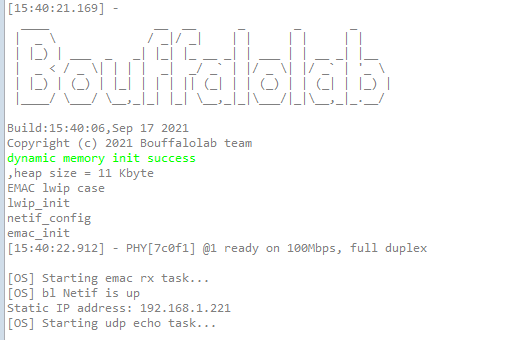 [15:40:21.169] -
Bouffalolab
Build:15:40:06,Sep 17 2021
Copyright (c) 2021 Bouffalolab team
dynamic memory init success
,heap size = 11 Kbyte
EMAC lwip case
lwip_init
netif_config
emac_init
[15:40:22.912] - PHY[7c0f1] @1 ready on 100Mbps, full duplex
[OS] Starting emac rx task...
[OS] bl Netif is up
Static IP address: 192.168.1.221
[OS] Starting udp echo task...